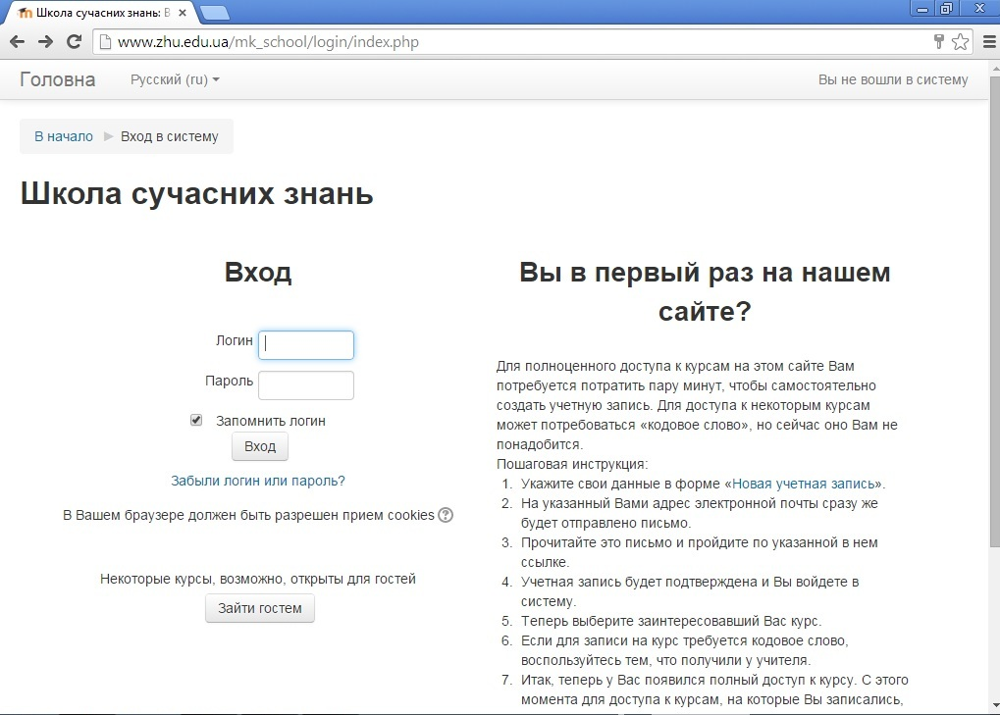 Школа сучасних знань: В
www.zhu.edu.ua/mk_school/login/index.php
Головна Русский (ru) Вы не вошли в систему
В начало ► Вход в систему
Школа сучасних знань
Вход
Логин
Пароль
Запомнить логин
Вход
Забыли логин или пароль?
В Вашем браузере должен быть разрешен прием cookies ?
Некоторые курсы, возможно, открыты для гостей
Зайти гостем
Вы в первый раз на нашем
сайте?
Для полноценного доступа к курсам на этом сайте Вам
потребуется потратить пару минут, чтобы самостоятельно
создать учетную запись. Для доступа к некоторым курсам
может потребоваться «кодовое слово», но сейчас оно Вам не
понадобится.
Пошаговая инструкция:
1. Укажите свои данные в форме «Новая учетная запись».
2. На указанный Вами адрес электронной почты сразу же
будет отправлено письмо.
3. Прочитайте это письмо и пройдите по указанной в нем
ссылке.
4. Учетная запись будет подтверждена и Вы войдете в
систему.
5. Теперь выберите заинтересовавший Вас курс.
6. Если для записи на курс требуется кодовое слово,
воспользуйтесь тем, что получили у учителя.
7. Итак, теперь у Вас появился полный доступ к курсу. С этого
момента для доступа к курсам, на которые Вы записались,